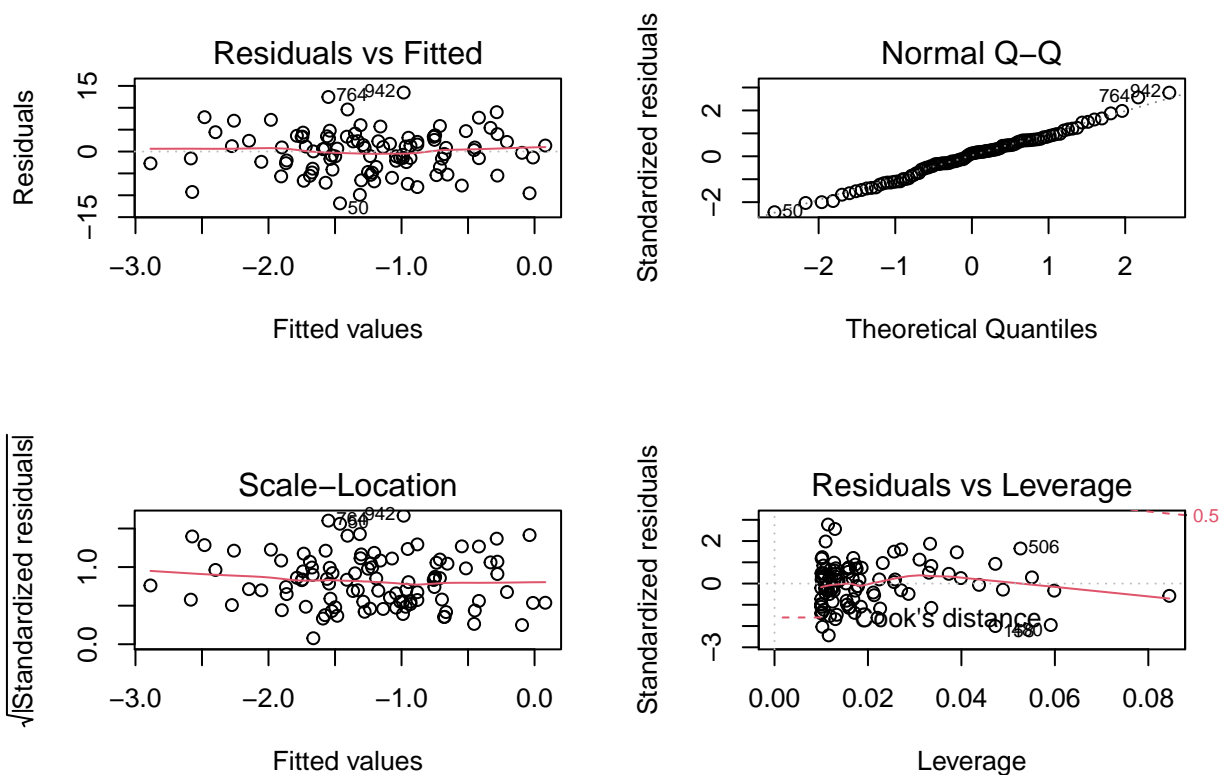 Residuals vs Fitted
Residuals
15
0
−15
764
942
50
−3.0 −2.0 −1.0 0.0
Fitted values
Normal Q−Q
Standardized residuals
2
0
−2
764
942
50
−2 −1 0 1 2
Theoretical Quantiles
Scale−Location
√|Standardized residuals|
1.0
0.0
764
942
−3.0 −2.0 −1.0 0.0
Fitted values
Residuals vs Leverage
Standardized residuals
2
0
−3
0.5
506
Cook's distance
0.00 0.02 0.04 0.06 0.08
Leverage